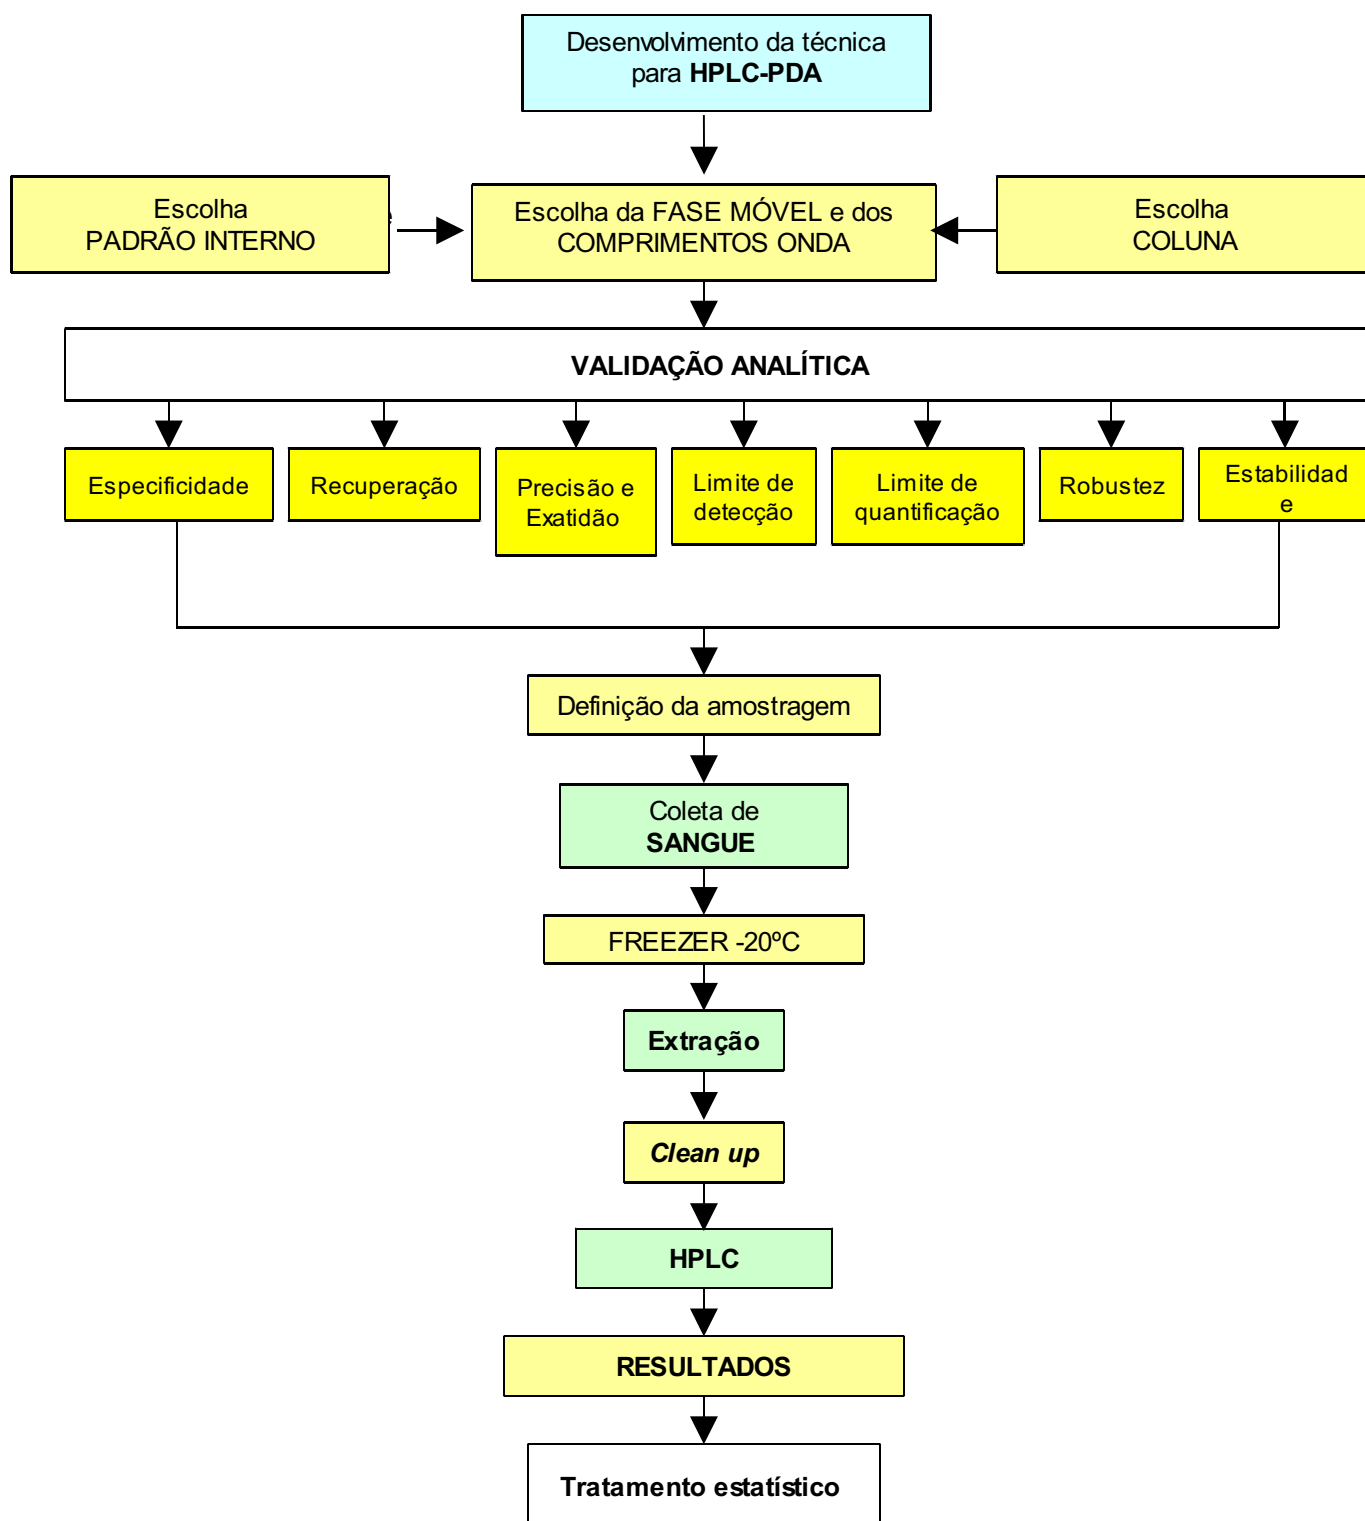 Desenvolvimento da técnica
para HPLC-PDA
Escolha
PADRÃO INTERNO
Escolha da FASE MÓVEL e dos
COMPRIMENTOS ONDA
Escolha
COLUNA
VALIDAÇÃO ANALÍTICA
Especificidade
Recuperação
Precisão e
Exatidão
Limite de
detecção
Limite de
quantificação
Robustez
Estabilidad
e
Definição da amostragem
Coleta de
SANGUE
FREEZER -20ºC
Extração
Clean up
HPLC
RESULTADOS
Tratamento estatístico